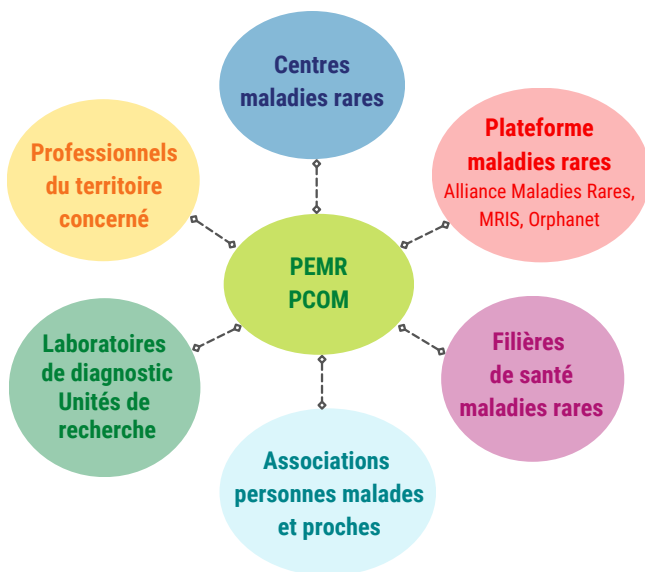 Centres
maladies rares
Plateforme
maladies rares
Alliance Maladies Rares,
MRIS, Orphanet
Professionnels
du territoire
concerné
PEMR
PCOM
Laboratoires
de diagnostic
Unités de
recherche
Filières
de santé
maladies rares
Associations
personnes malades
et proches